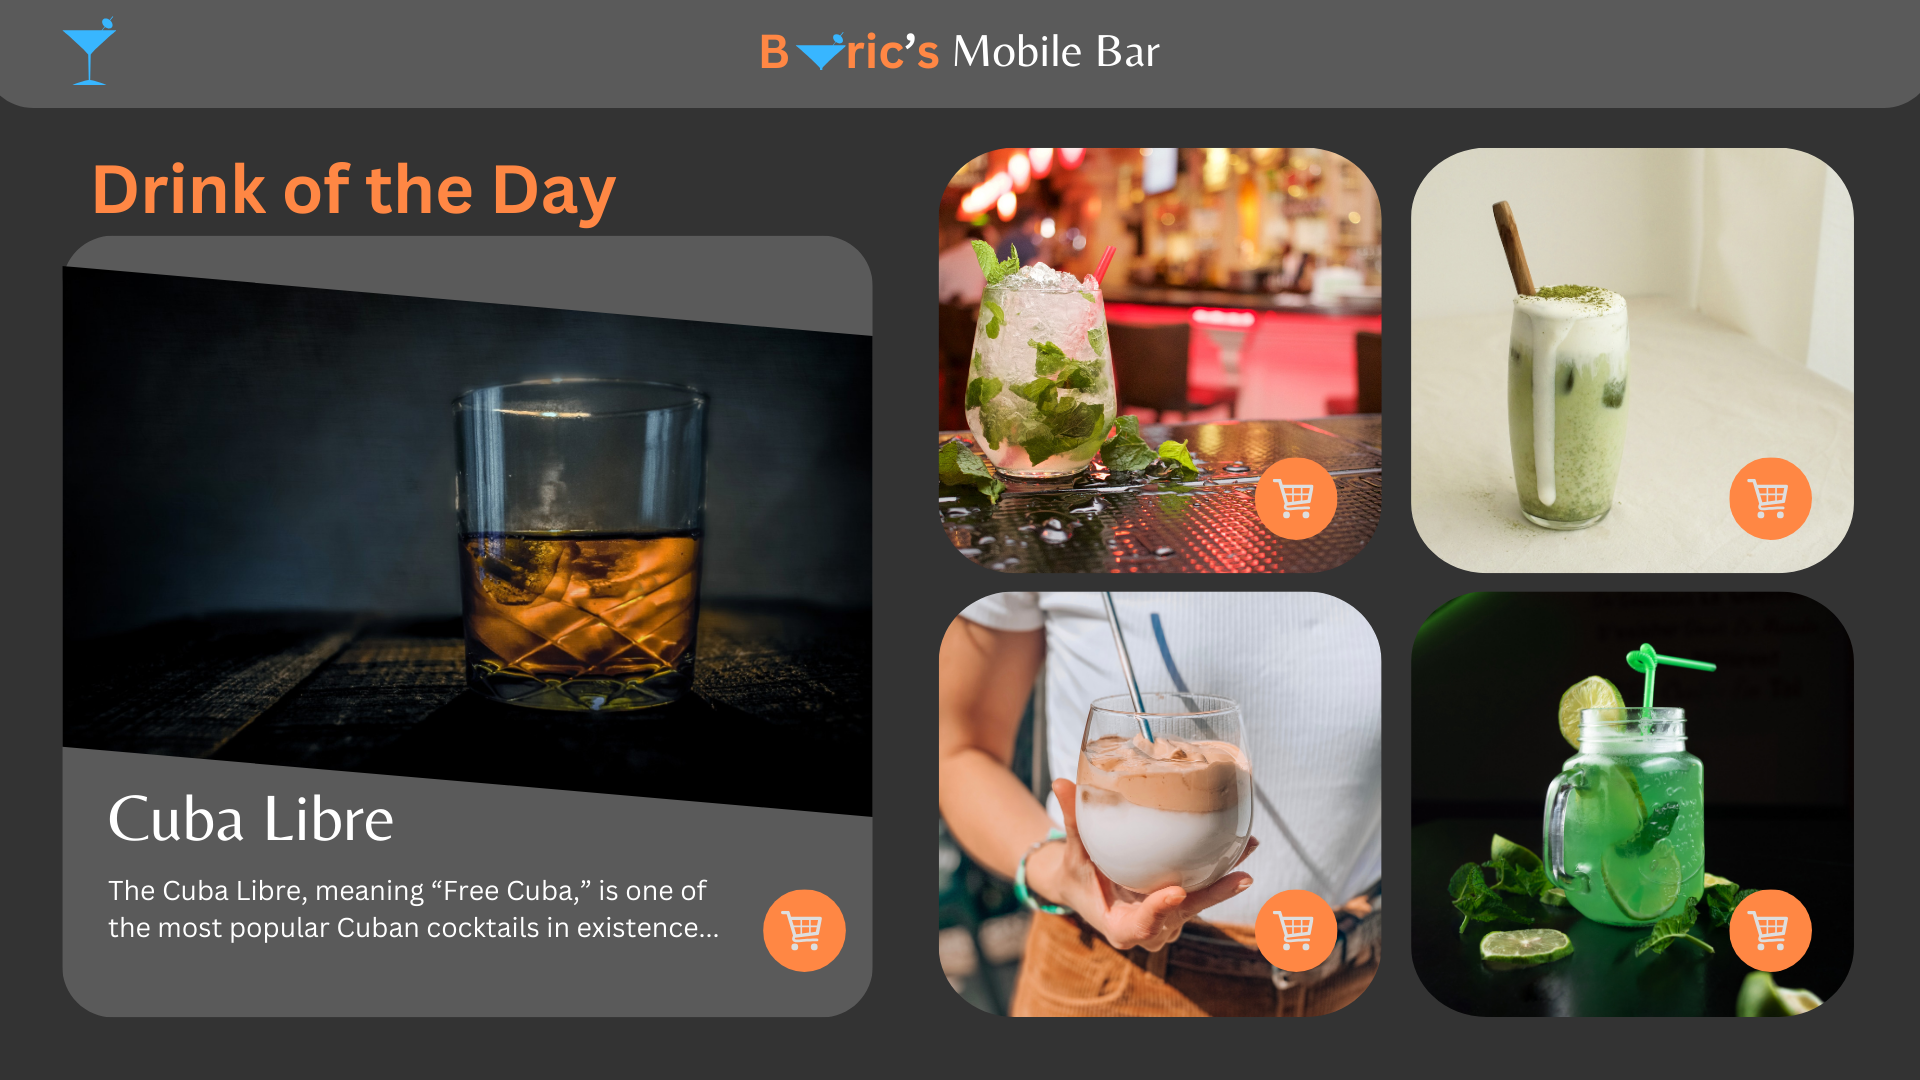 B ric’s Mobile Bar
Drink of the Day
Cuba Libre
The Cuba Libre, meaning “Free Cuba,” is one of
the most popular Cuban cocktails in existence...